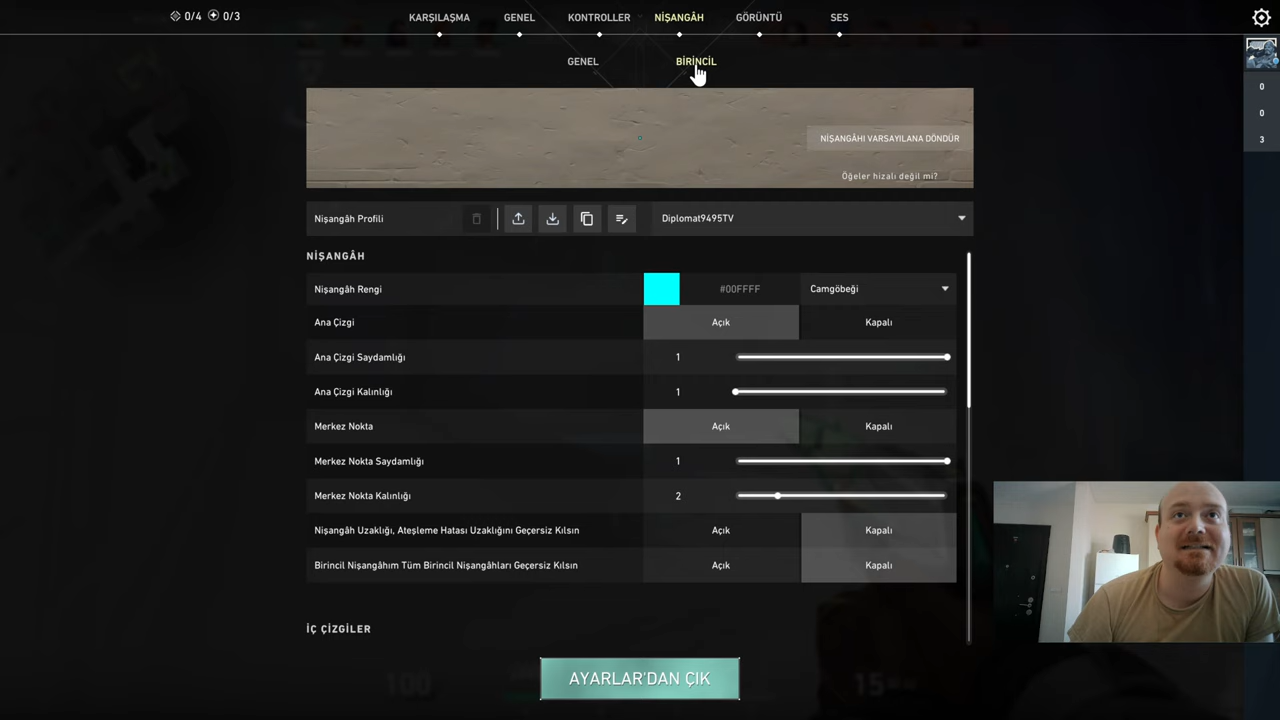 0/4 0/3
KARŞILAŞMA GENEL KONTROLLER NİŞANGÂH GÖRÜNTÜ SES
GENEL BİRİNCİL
NİŞANGÂHI VARSAYILANA DÖNDÜR
Öğeler hizalı değil mi?
Nişangâh Profili Diplomat9495TV
NİŞANGÂH
Nişangâh Rengi #00FFFF Camgöbeği
Ana Çizgi Açık Kapalı
Ana Çizgi Saydamlığı 1
Ana Çizgi Kalınlığı 1
Merkez Nokta Açık Kapalı
Merkez Nokta Saydamlığı 1
Merkez Nokta Kalınlığı 2
Nişangâh Uzaklığı, Ateşleme Hatası Uzaklığını Geçersiz Kılsın Açık Kapalı
Birincil Nişangâhım Tüm Birincil Nişangâhları Geçersiz Kılsın Açık Kapalı
İÇ ÇİZGİLER
AYARLAR'DAN ÇIK
0
0
3
100
15